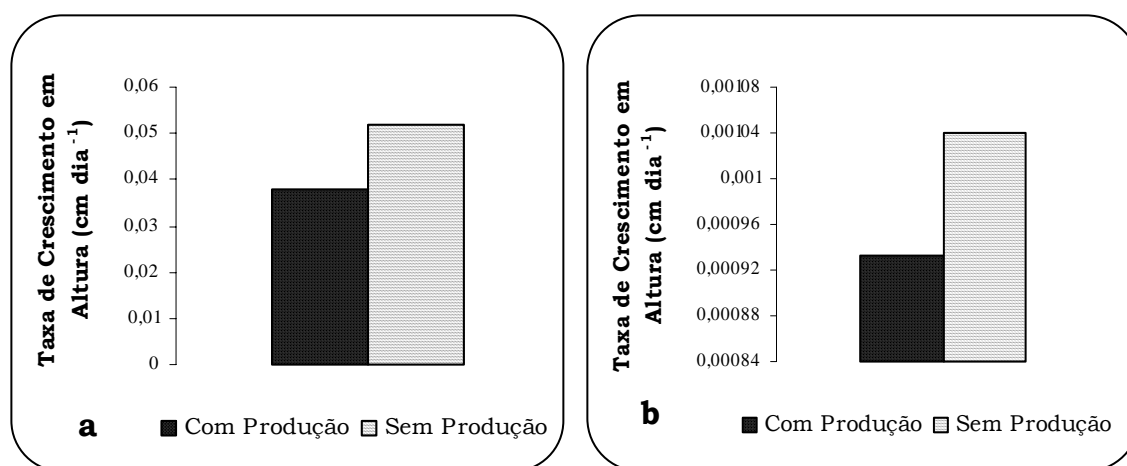 Taxa de Crescimento em
Altura (cm dia -1)
0,06
0,05
0,04
0,03
0,02
0,01
0
a
Com Produção
Sem Produção
Taxa de Crescimento em
Altura (cm dia -1)
0,00108
0,00104
0,001
0,00096
0,00092
0,00088
0,00084
b
Com Produção
Sem Produção